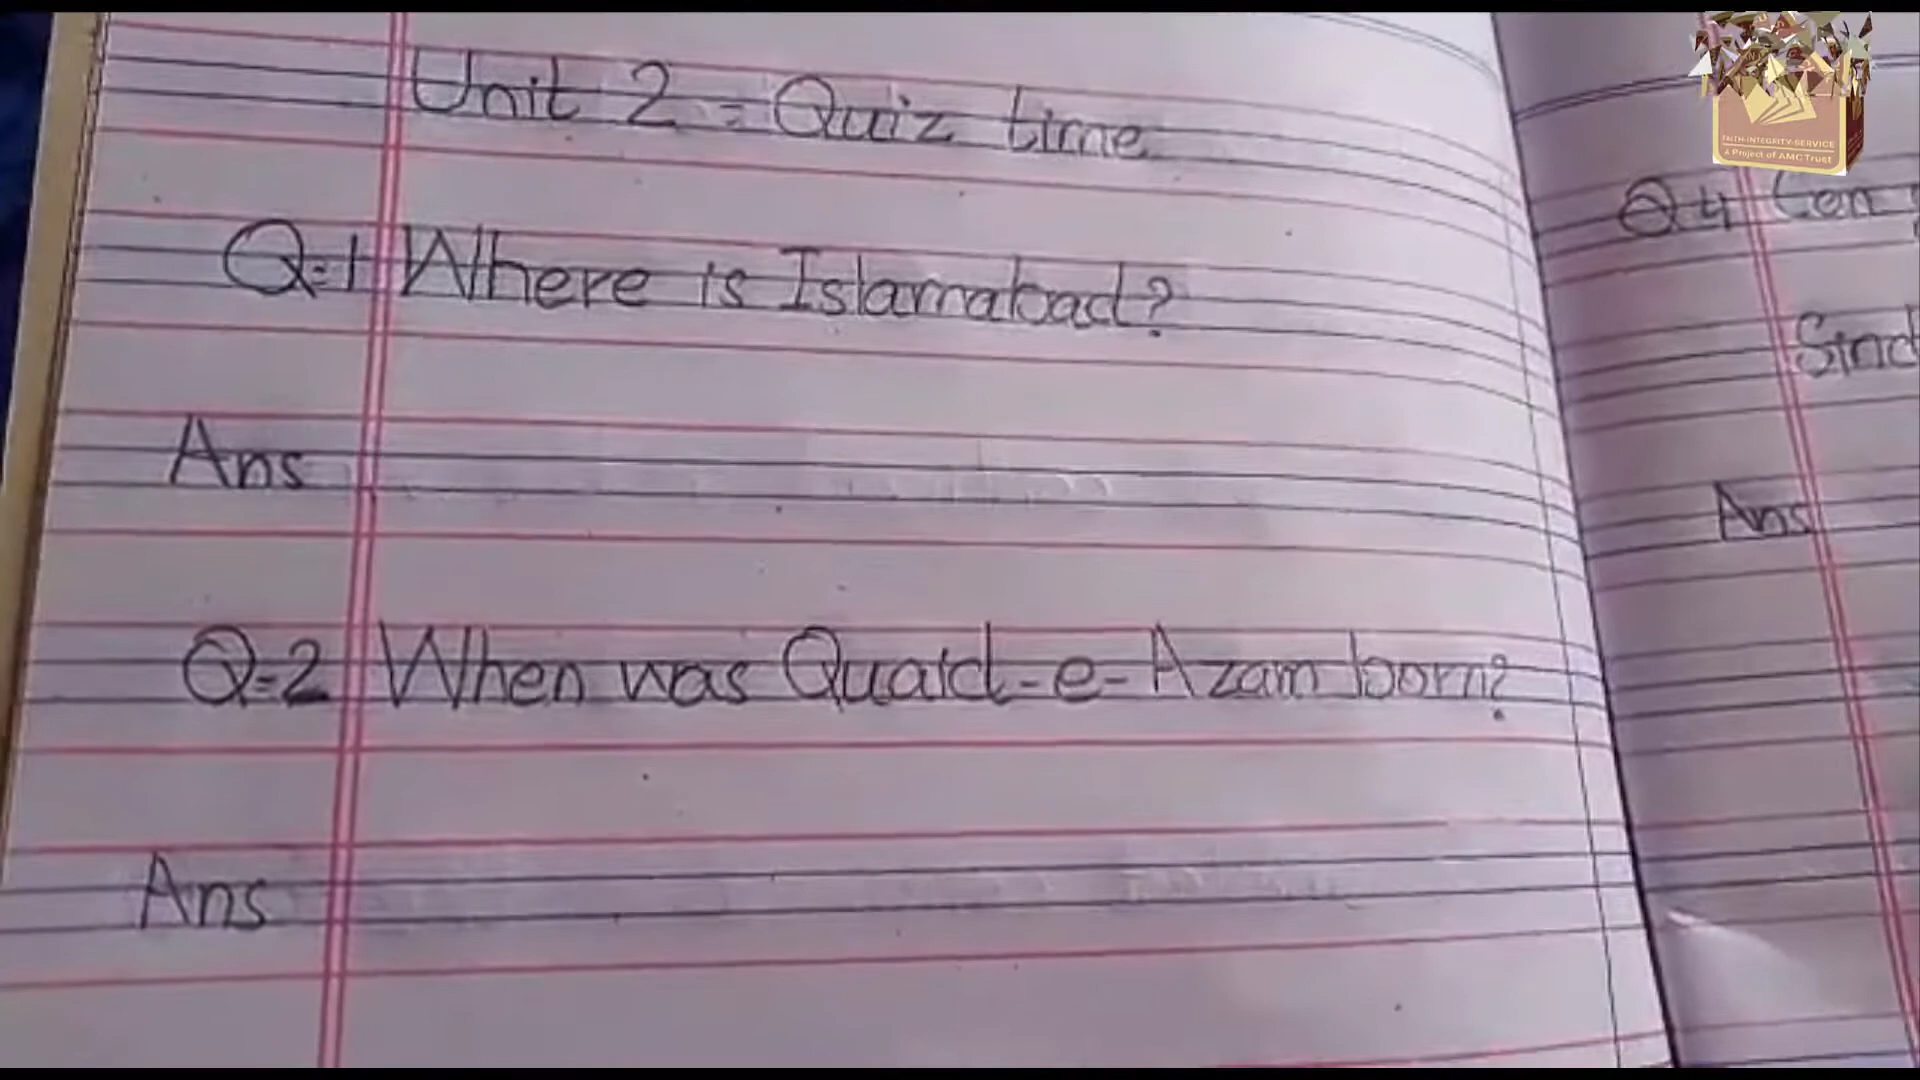 Unit 2 = Quiz time
Q.1 Where is Islamabad?
Ans
Q.2 When was Quaid-e-Azam born?
Ans
Q 4
Ans
FAITH-INTEGRITY-SERVICE
A Project of AMC Trust